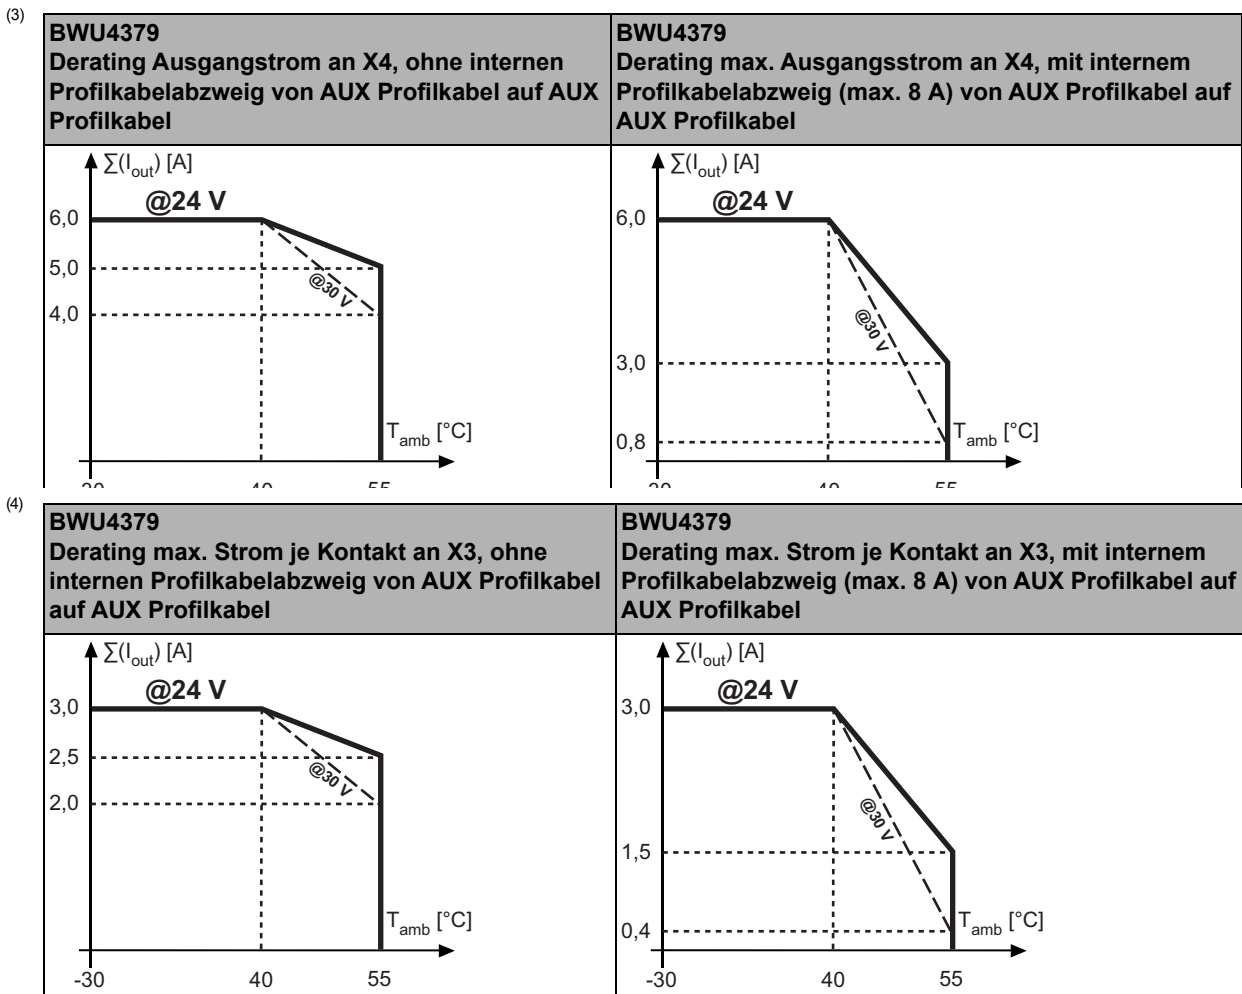 (3)
BWU4379
Derating Ausgangstrom an X4, ohne internen
Profilkabelabzweig von AUX Profilkabel auf AUX
Profilkabel
BWU4379
Derating max. Ausgangsstrom an X4, mit internem
Profilkabelabzweig (max. 8 A) von AUX Profilkabel auf
AUX Profilkabel
∑(Iout) [A]
@24 V
6,0
5,0
@30 V
4,0
Tamb [°C]
40
55
∑(Iout) [A]
@24 V
6,0
@30 V
3,0
0,8
Tamb [°C]
40
55
(4)
BWU4379
Derating max. Strom je Kontakt an X3, ohne
internen Profilkabelabzweig von AUX Profilkabel
auf AUX Profilkabel
BWU4379
Derating max. Strom je Kontakt an X3, mit internem
Profilkabelabzweig (max. 8 A) von AUX Profilkabel auf
AUX Profilkabel
∑(Iout) [A]
@24 V
3,0
2,5
@30 V
2,0
Tamb [°C]
-30
40
55
∑(Iout) [A]
@24 V
3,0
@30 V
1,5
0,4
Tamb [°C]
-30
40
55